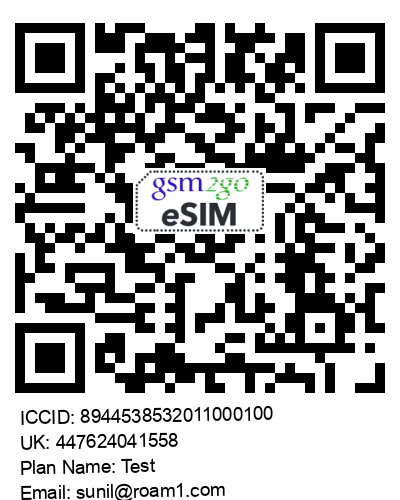 gsm2go
eSIM
ICCID: 8944538532011000100
UK: 447624041558
Plan Name: Test
Email: sunil@roam1.com